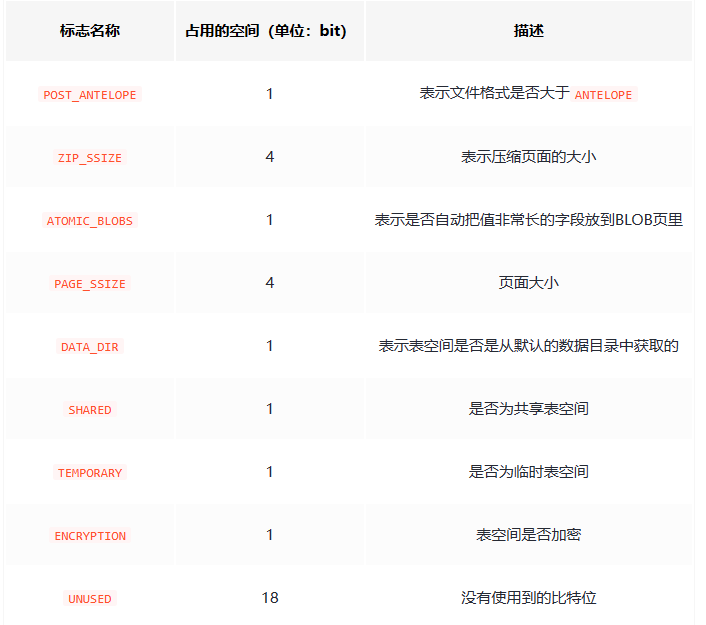 标志名称 占用的空间（单位：bit） 描述
POST_ANTELOPE 1 表示文件格式是否大于 ANTELOPE
ZIP_SSIZE 4 表示压缩页面的大小
ATOMIC_BLOBS 1 表示是否自动把值非常长的字段放到BLOB页里
PAGE_SSIZE 4 页面大小
DATA_DIR 1 表示表空间是否是从默认的数据目录中获取的
SHARED 1 是否为共享表空间
TEMPORARY 1 是否为临时表空间
ENCRYPTION 1 表空间是否加密
UNUSED 18 没有使用到的比特位